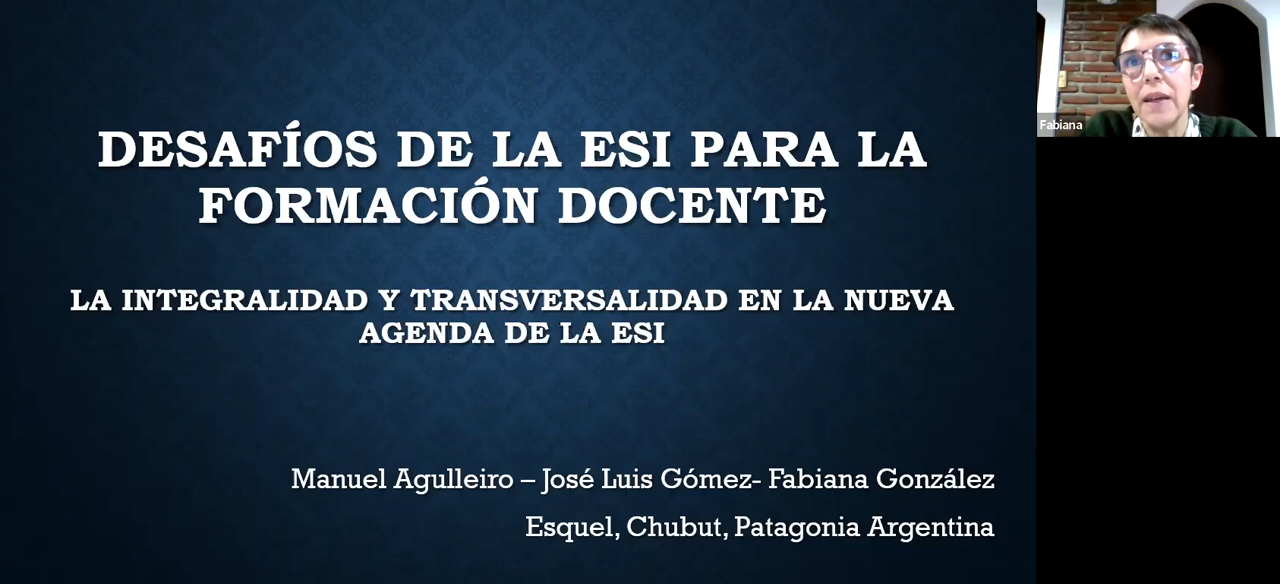 DESAFÍOS DE LA ESI PARA LA
FORMACIÓN DOCENTE
LA INTEGRALIDAD Y TRANSVERSALIDAD EN LA NUEVA
AGENDA DE LA ESI
Manuel Agulleiro – José Luis Gómez- Fabiana González
Esquel, Chubut, Patagonia Argentina
Fabiana